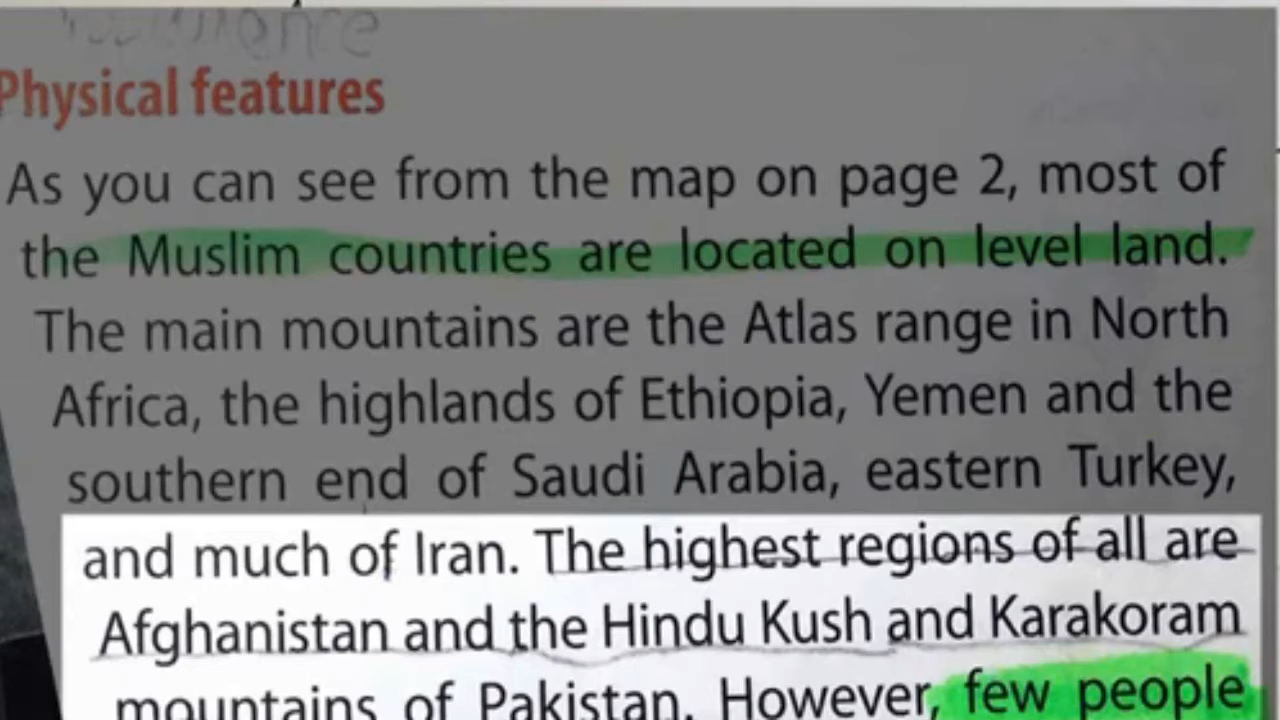 Physical features
As you can see from the map on page 2, most of
the Muslim countries are located on level land.
The main mountains are the Atlas range in North
Africa, the highlands of Ethiopia, Yemen and the
southern end of Saudi Arabia, eastern Turkey,
and much of Iran. The highest regions of all are
Afghanistan and the Hindu Kush and Karakoram
mountains of Pakistan. However, few people